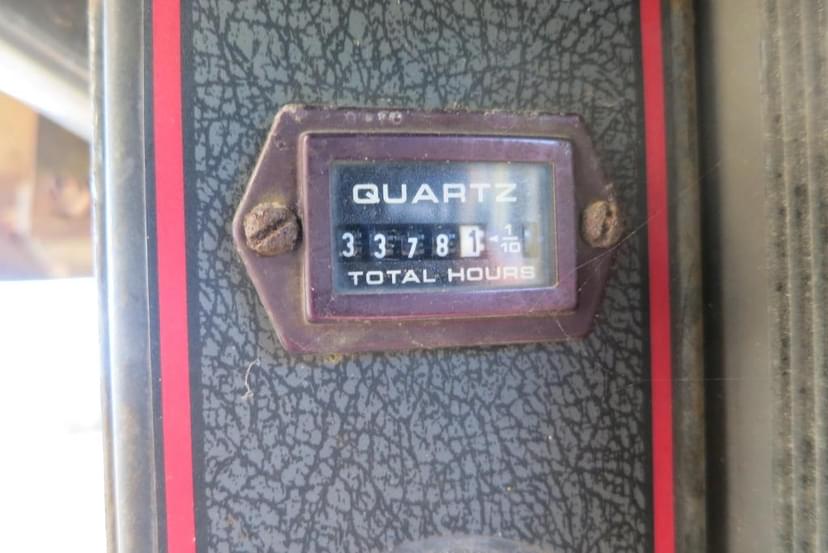 QUARTZ
3 3 7 8 1 1/10
TOTAL HOURS